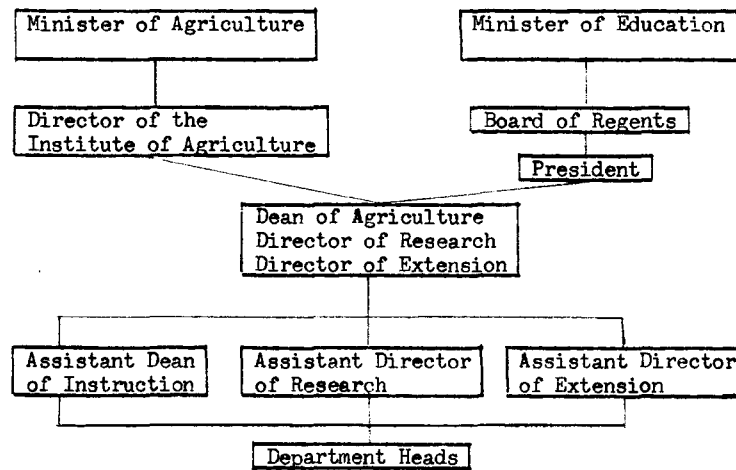 Minister of Agriculture
Minister of Education
Director of the
Institute of Agriculture
Board of Regents
President
Dean of Agriculture
Director of Research
Director of Extension
Assistant Dean
of Instruction
Assistant Director
of Research
Assistant Director
of Extension
Department Heads